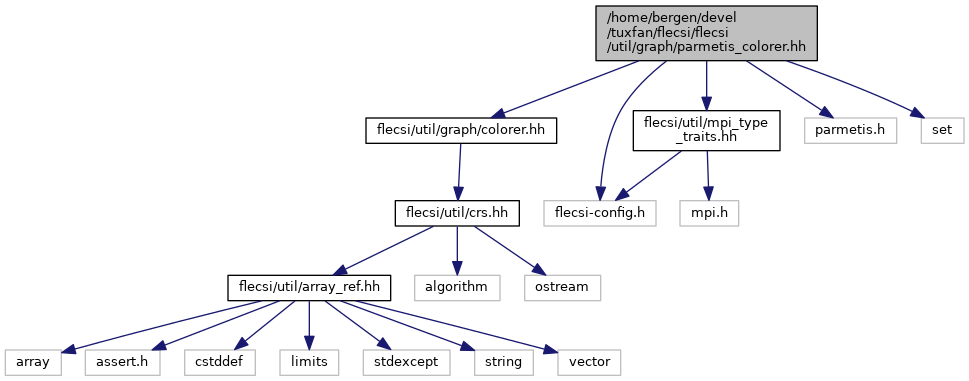 /home/bergen/devel
/tuxfan/flecsi/flecsi
/util/graph/parmetis_colorer.hh
flecsi/util/graph/colorer.hh
flecsi/util/mpi_type
_traits.hh
parmetis.h
set
flecsi/util/crs.hh
flecsi-config.h
mpi.h
flecsi/util/array_ref.hh
algorithm
ostream
array
assert.h
cstddef
limits
stdexcept
string
vector